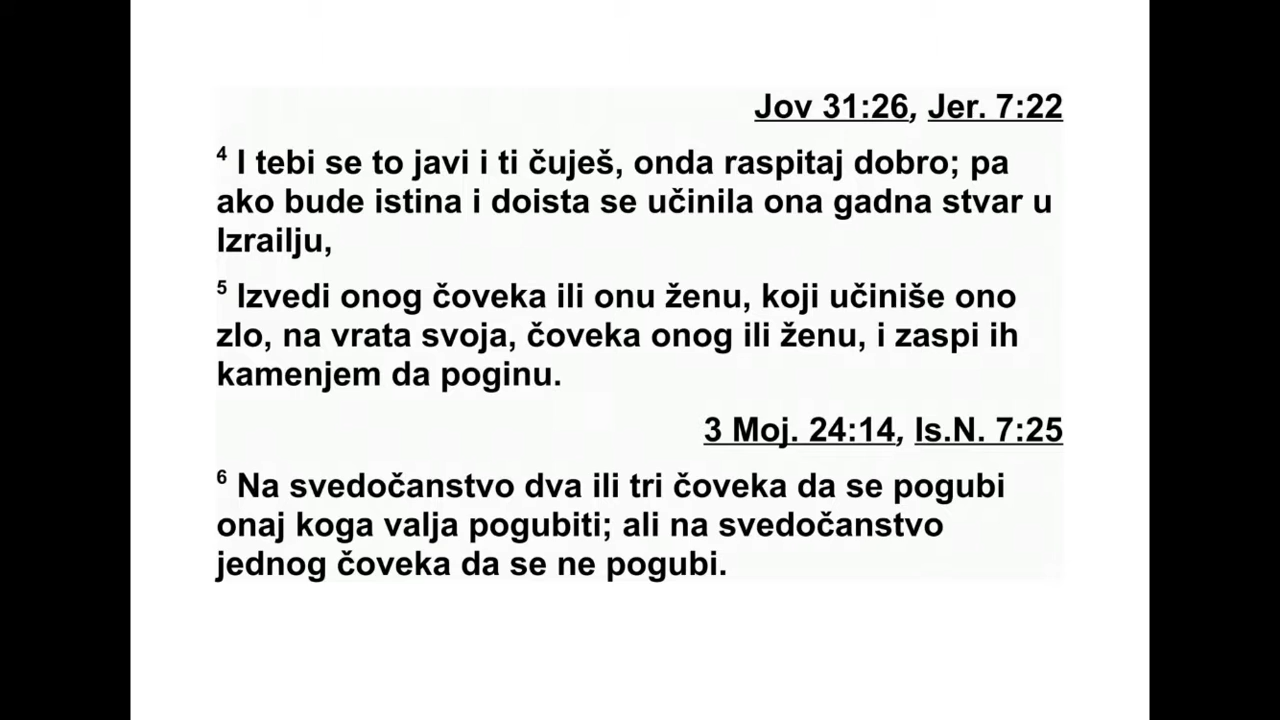 Jov 31:26, Jer. 7:22
4 I tebi se to javi i ti čuješ, onda raspitaj dobro; pa
ako bude istina i doista se učinila ona gadna stvar u
Izrailju,
5 Izvedi onog čoveka ili onu ženu, koji učiniše ono
zlo, na vrata svoja, čoveka onog ili ženu, i zaspi ih
kamenjem da poginu.
3 Moj. 24:14, Is.N. 7:25
6 Na svedočanstvo dva ili tri čoveka da se pogubi
onaj koga valja pogubiti; ali na svedočanstvo
jednog čoveka da se ne pogubi.